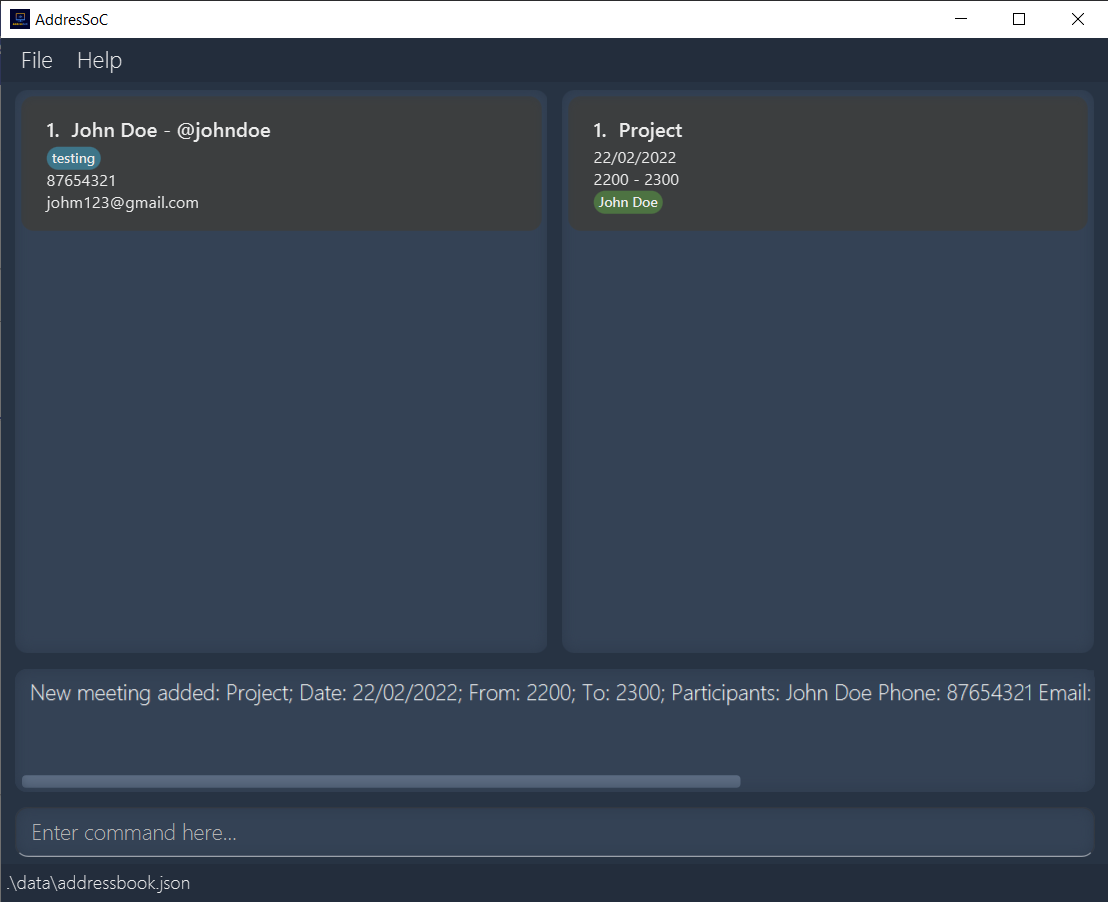 AddresSoC
File Help
1. John Doe - @johndoe
testing
87654321
johm123@gmail.com
1. Project
22/02/2022
2200 - 2300
John Doe
New meeting added: Project; Date: 22/02/2022; From: 2200; To: 2300; Participants: John Doe Phone: 87654321 Email:
Enter command here...
.\data\addressbook.json